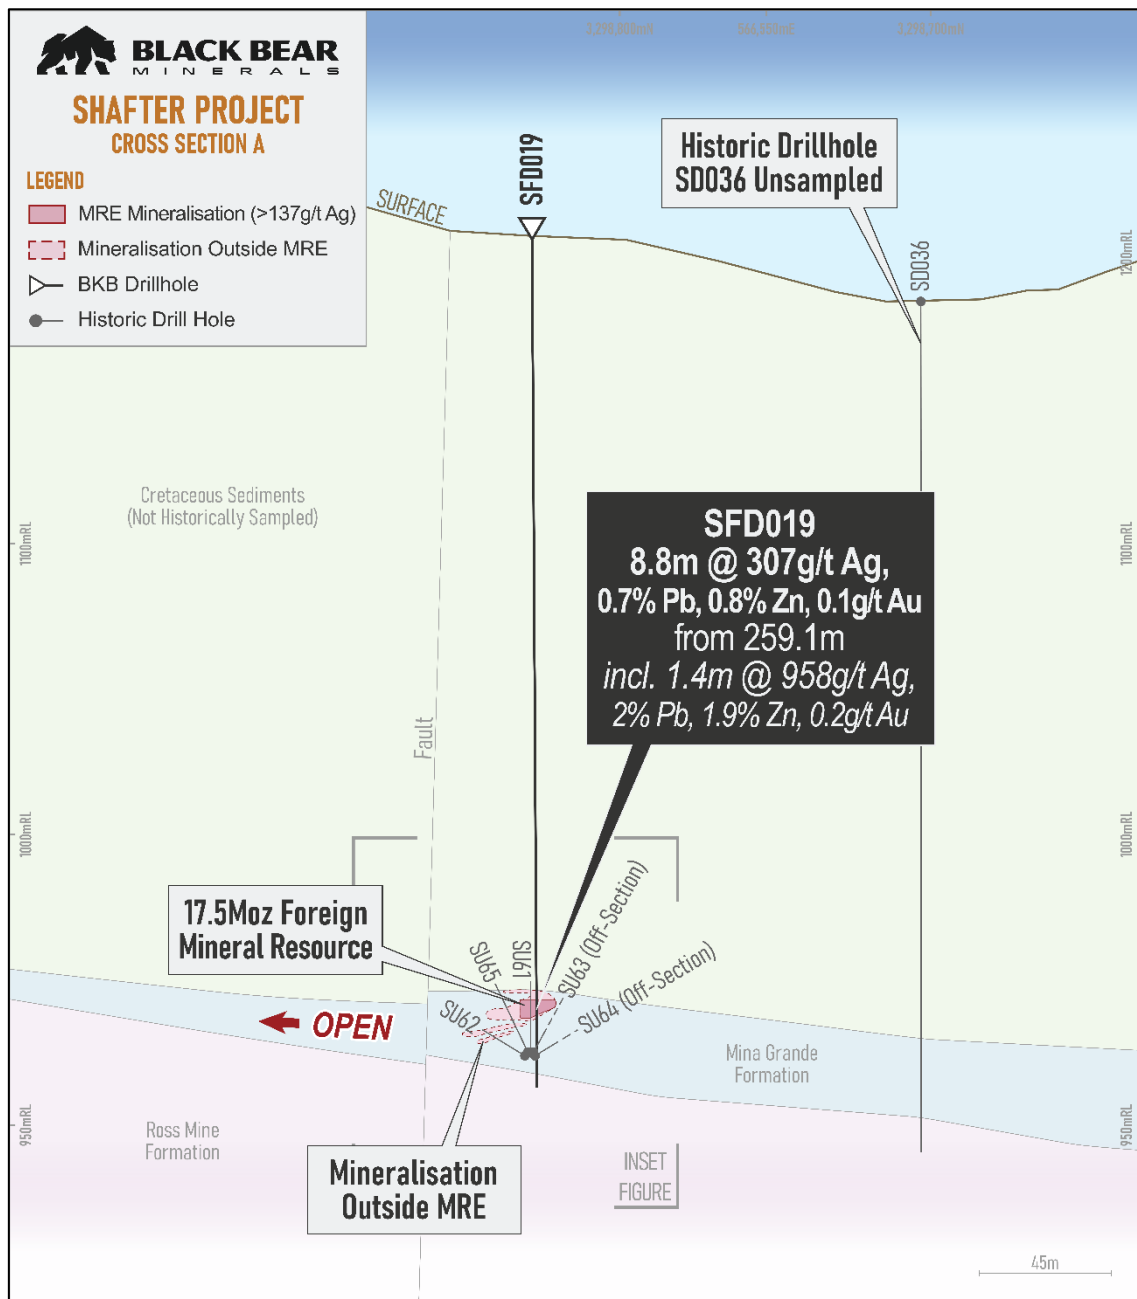 BLACK BEAR
MINERALS
SHAFTER PROJECT
CROSS SECTION A
LEGEND
MRE Mineralisation (>137g/t Ag)
Mineralisation Outside MRE
BKB Drillhole
Historic Drill Hole
566,550mE
SURFACE
SFD019
Historic Drillhole
SD036 Unsampled
SD036
1200mRL
Cretaceous Sediments
(Not Historically Sampled)
1100mRL
1100mRL
SFD019
8.8m @ 307g/t Ag,
0.7% Pb, 0.8% Zn, 0.1g/t Au
from 259.1m
incl. 1.4m @ 958g/t Ag,
2% Pb, 1.9% Zn, 0.2g/t Au
Fault
1000mRL
1000mRL
17.5Moz Foreign
Mineral Resource
SU62
SU65
SU61
SU63 (Off-Section)
SU64 (Off-Section)
OPEN
Mina Grande
Formation
950mRL
950mRL
Ross Mine
Formation
Mineralisation
Outside MRE
INSET
FIGURE
45m